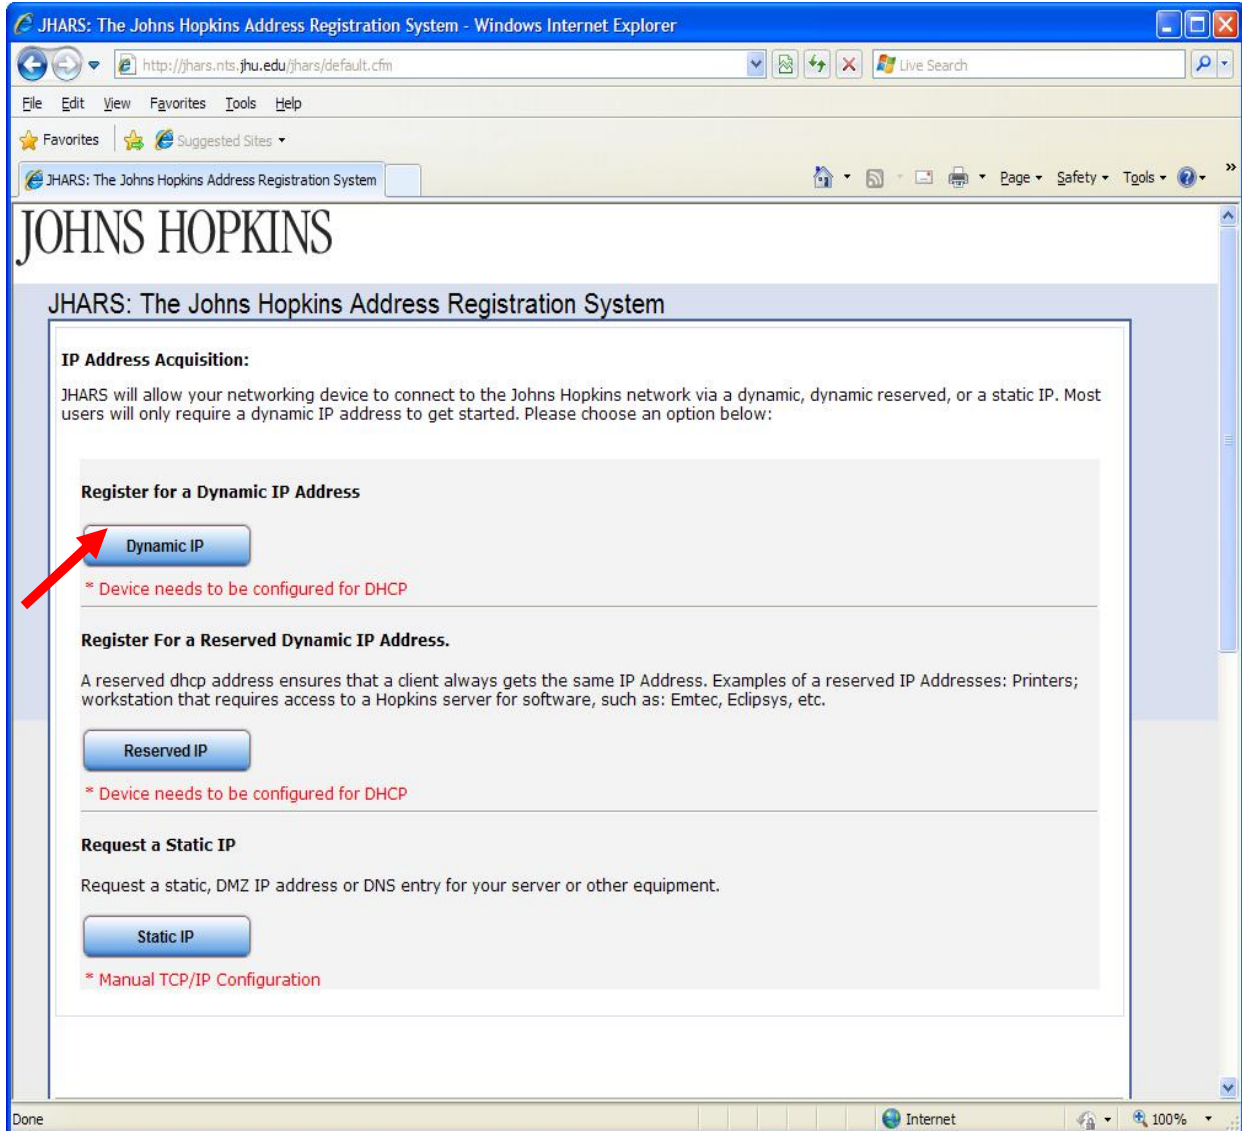 JHARS: The Johns Hopkins Address Registration System - Windows Internet Explorer
http://jhars.nts.jhu.edu/jhars/default.cfm
Live Search
File Edit View Favorites Tools Help
Favorites Suggested Sites
JHARS: The Johns Hopkins Address Registration System
Page Safety Tools »
JOHNS HOPKINS
JHARS: The Johns Hopkins Address Registration System
IP Address Acquisition:
JHARS will allow your networking device to connect to the Johns Hopkins network via a dynamic, dynamic reserved, or a static IP. Most
users will only require a dynamic IP address to get started. Please choose an option below:
Register for a Dynamic IP Address
Dynamic IP
* Device needs to be configured for DHCP
Register For a Reserved Dynamic IP Address.
A reserved dhcp address ensures that a client always gets the same IP Address. Examples of a reserved IP Addresses: Printers;
workstation that requires access to a Hopkins server for software, such as: Emtec, Eclipsys, etc.
Reserved IP
* Device needs to be configured for DHCP
Request a Static IP
Request a static, DMZ IP address or DNS entry for your server or other equipment.
Static IP
* Manual TCP/IP Configuration
Done Internet 100%